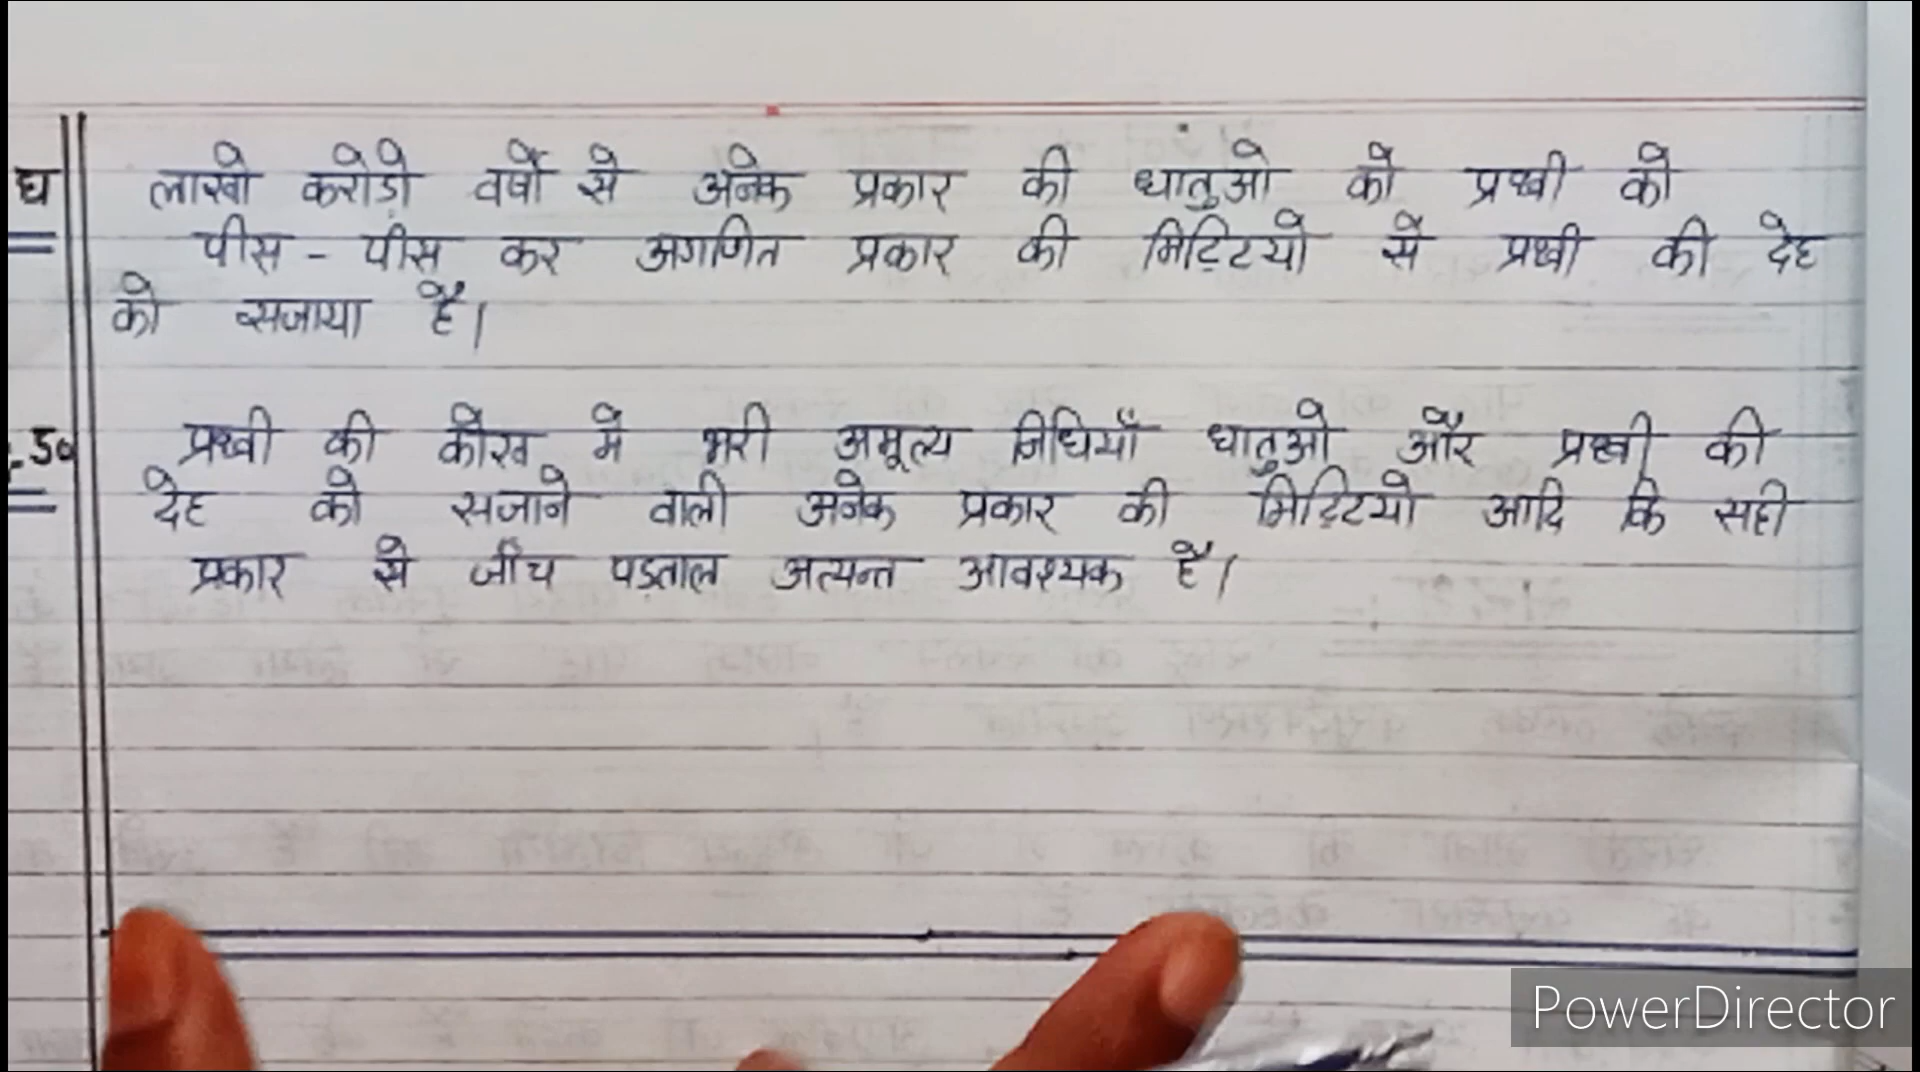 घ लाखो करोडो वर्षो से अनेक प्रकार की धातुओ को प्रथ्वी को
पीस - पीस कर अगणित प्रकार की मिट्टियो से प्रथ्वी की देह
को सजाया है।
प्रथ्वी की कोख मे भरी अमूल्य निधियाँ धातुओ और प्रथ्वी की
देह को सजाने वाली अनेक प्रकार की मिट्टियो आदि कि सही
प्रकार से जाँच पड़ताल अत्यन्त आवश्यक है।
PowerDirector